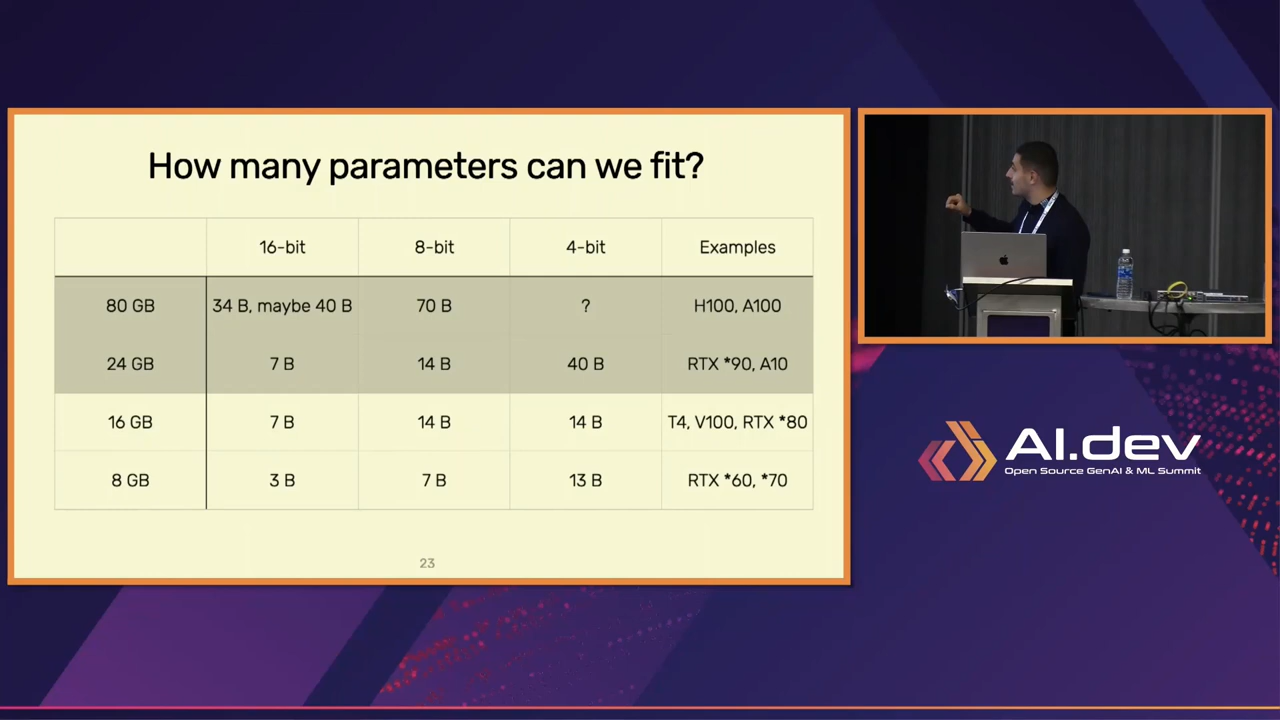 How many parameters can we fit?
16-bit 8-bit 4-bit Examples
80 GB 34 B, maybe 40 B 70 B ? H100, A100
24 GB 7 B 14 B 40 B RTX *90, A10
16 GB 7 B 14 B 14 B T4, V100, RTX *80
8 GB 3 B 7 B 13 B RTX *60, *70
23
AI.dev
Open Source GenAI & ML Summit